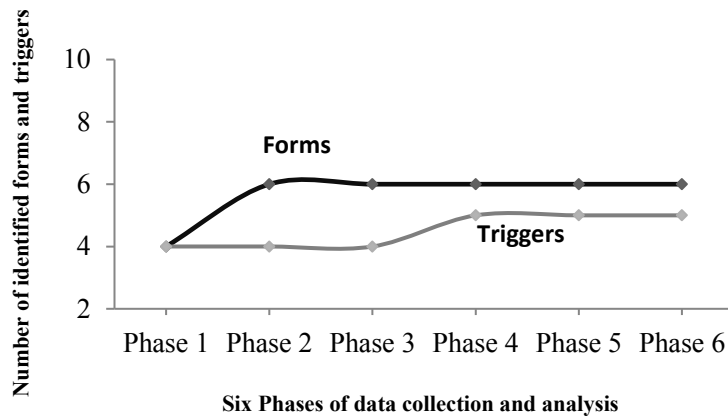 Number of identified forms and triggers
10
8
6
4
2
Forms
Triggers
Phase 1 Phase 2 Phase 3 Phase 4 Phase 5 Phase 6
Six Phases of data collection and analysis